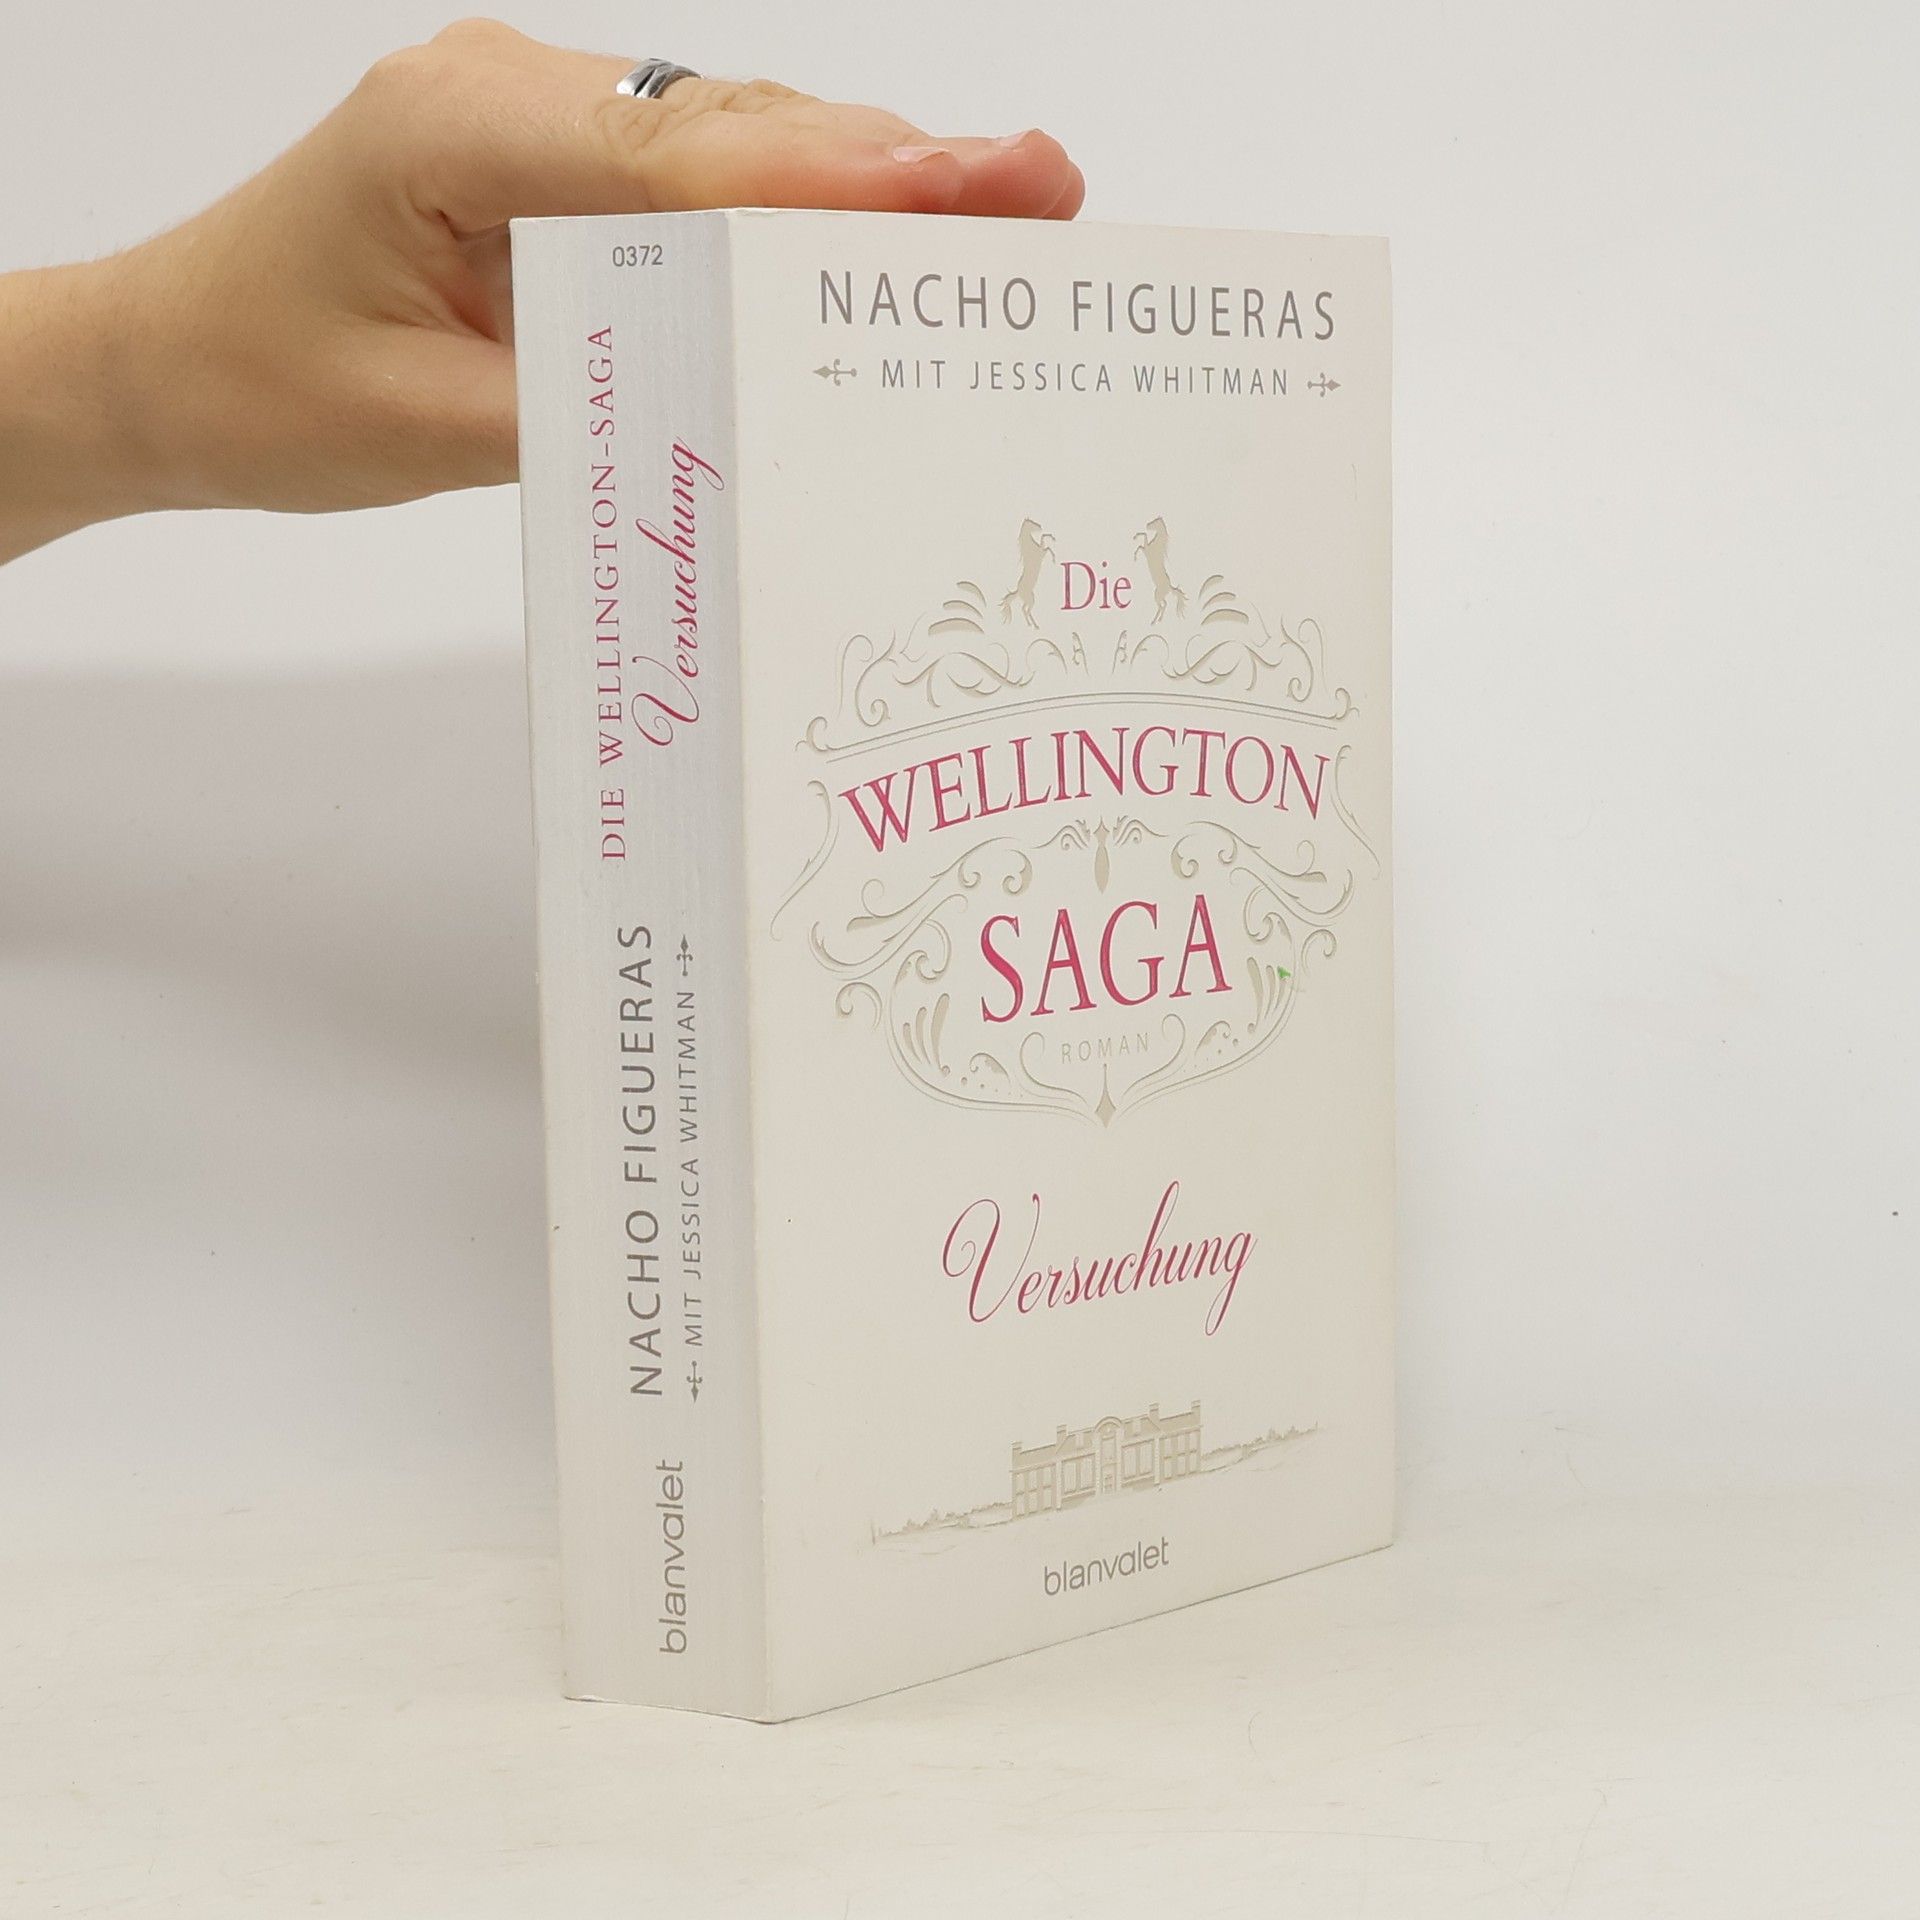 0372
DIE WELLINGTON-SAGA
Versuchung
NACHO FIGUERAS
MIT JESSICA WHITMAN
blanvalet
NACHO FIGUERAS
MIT JESSICA WHITMAN
Die
WELLINGTON
SAGA
ROMAN
Versuchung
blanvalet